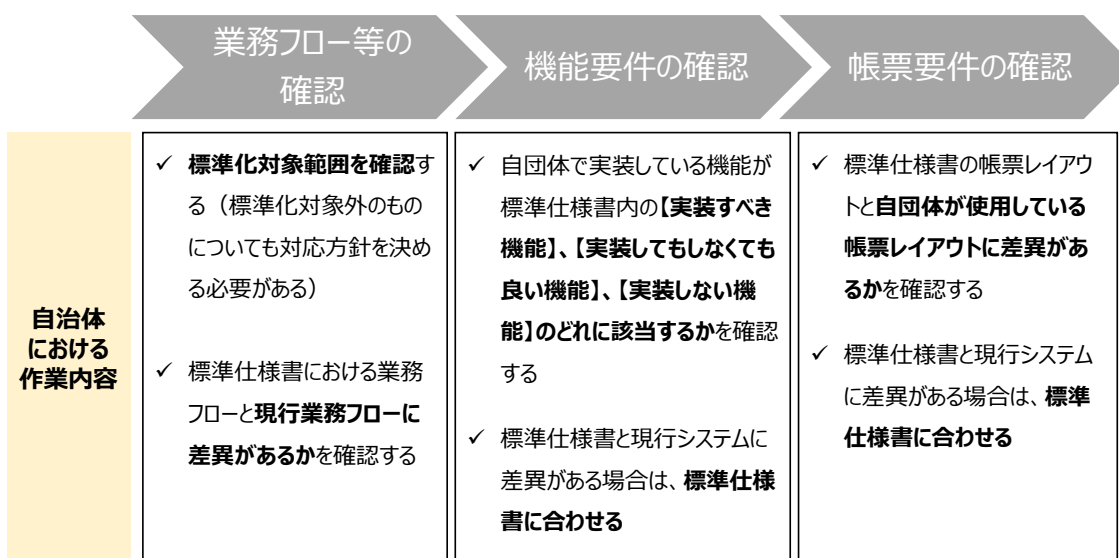 業務フロー等の
確認
機能要件の確認
帳票要件の確認
自治体
における
作業内容
✓ 標準化対象範囲を確認す
る（標準化対象外のもの
についても対応方針を決め
る必要がある）
✓ 標準仕様書における業務
フローと現行業務フローに
差異があるかを確認する
✓ 自団体で実装している機能が
標準仕様書内の【実装すべき
機能】、【実装してもしなくても
良い機能】、【実装しない機
能】のどれに該当するかを確認
する
✓ 標準仕様書と現行システムに
差異がある場合は、標準仕様
書に合わせる
✓ 標準仕様書の帳票レイアウ
トと自団体が使用している
帳票レイアウトに差異があ
るかを確認する
✓ 標準仕様書と現行システム
に差異がある場合は、標準
仕様書に合わせる